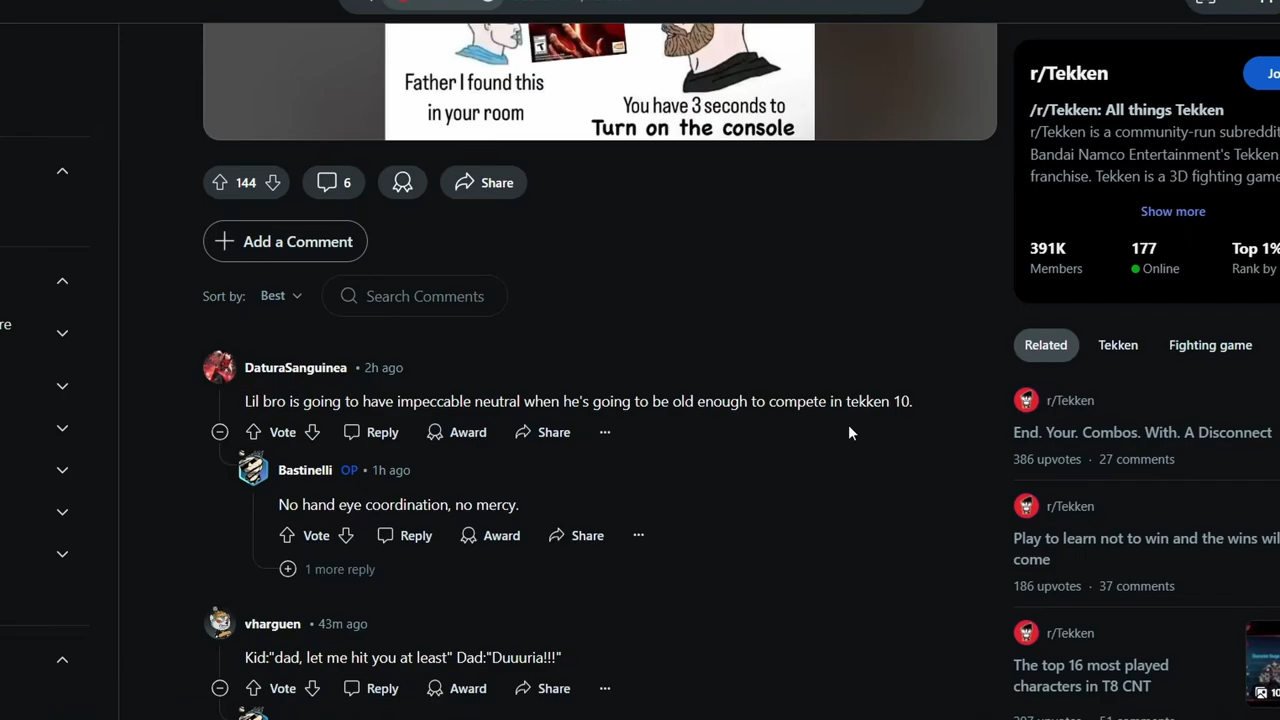 Father I found this
in your room
You have 3 seconds to
Turn on the console
144
6
Share
Add a Comment
Sort by:
Best
Search Comments
DaturaSanguinea • 2h ago
Lil bro is going to have impeccable neutral when he's going to be old enough to compete in tekken 10.
Vote
Reply
Award
Share
Bastinelli OP • 1h ago
No hand eye coordination, no mercy.
Vote
Reply
Award
Share
1 more reply
vharguen • 43m ago
Kid:"dad, let me hit you at least" Dad:"Duuuria!!!"
Vote
Reply
Award
Share
re
r/Tekken
Jo
/r/Tekken: All things Tekken
r/Tekken is a community-run subreddit
Bandai Namco Entertainment's Tekken
franchise. Tekken is a 3D fighting game
Show more
391K
177
Top 1%
Members
Online
Rank by
Related
Tekken
Fighting game
r/Tekken
End. Your. Combos. With. A Disconnect
386 upvotes · 27 comments
r/Tekken
Play to learn not to win and the wins wil
come
186 upvotes · 37 comments
r/Tekken
The top 16 most played
characters in T8 CNT
10